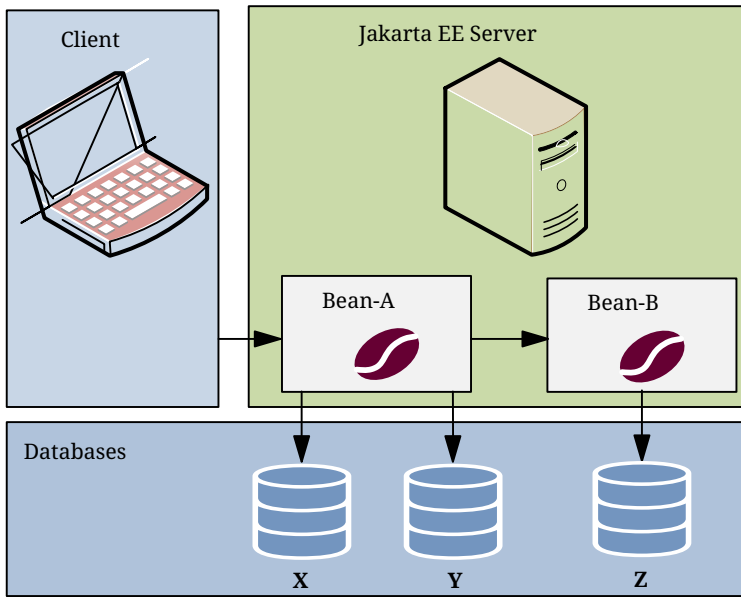 Client
Jakarta EE Server
Bean-A
Bean-B
Databases
X
Y
Z